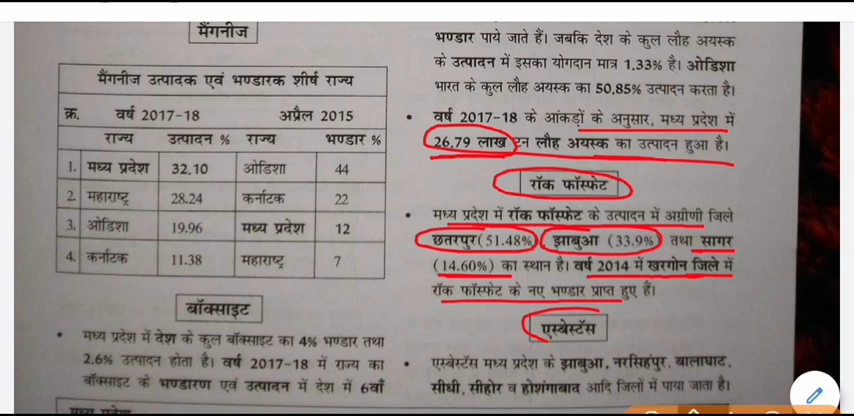 मैंगनीज
मैंगनीज उत्पादक एवं भण्डारक शीर्ष राज्य
क्र. वर्ष 2017-18 अप्रैल 2015
राज्य उत्पादन % राज्य भण्डार %
1. मध्य प्रदेश 32.10 ओडिशा 44
2. महाराष्ट्र 28.24 कर्नाटक 22
3. ओडिशा 19.96 मध्य प्रदेश 12
4. कर्नाटक 11.38 महाराष्ट्र 7
बॉक्साइट
• मध्य प्रदेश में देश के कुल बॉक्साइट का 4% भण्डार तथा
2.6% उत्पादन होता है। वर्ष 2017-18 में राज्य का
बॉक्साइट के भण्डारण एवं उत्पादन में देश में 6वाँ
भण्डार पाये जाते हैं। जबकि देश के कुल लौह अयस्क
के उत्पादन में इसका योगदान मात्र 1.33% है। ओडिशा
भारत के कुल लौह अयस्क का 50.85% उत्पादन करता है।
• वर्ष 2017-18 के आंकड़ों के अनुसार, मध्य प्रदेश में
26.79 लाख टन लौह अयस्क का उत्पादन हुआ है।
रॉक फॉस्फेट
• मध्य प्रदेश में रॉक फॉस्फेट के उत्पादन में अग्रीणी जिले
छतरपुर(51.48%) झाबुआ (33.9%) तथा सागर
(14.60%) का स्थान है। वर्ष 2014 में खरगोन जिले में
रॉक फॉस्फेट के नए भण्डार प्राप्त हुए हैं।
एस्बेस्टॅस
• एस्बेस्टॅस मध्य प्रदेश के झाबुआ, नरसिंहपुर, बालाघाट,
सीधी, सीहोर व होशंगाबाद आदि जिलों में पाया जाता है।